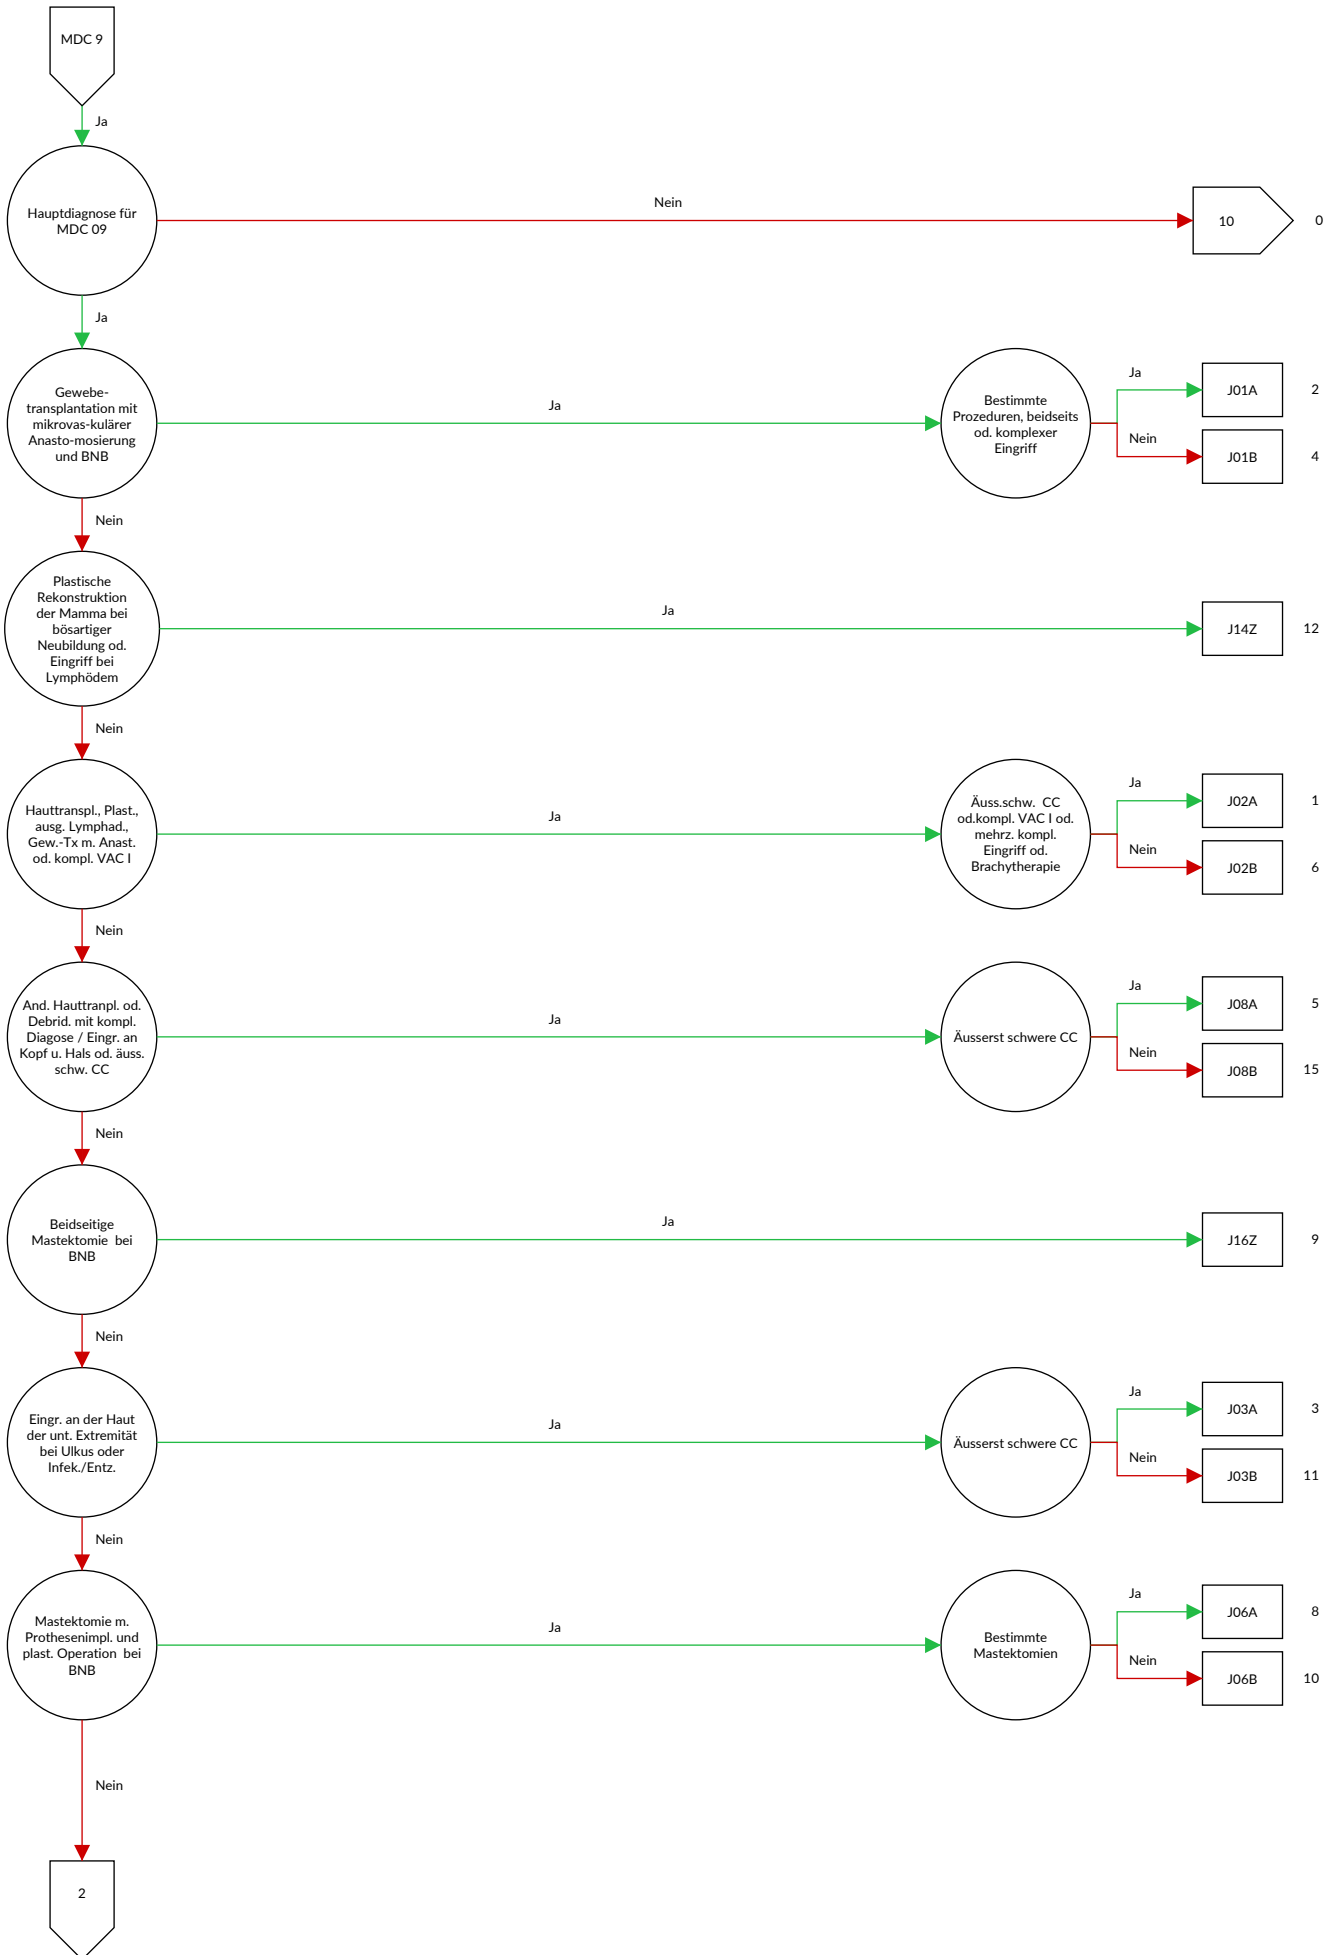 MDC 9
Ja
Hauptdiagnose für
MDC 09
Nein
10
0
Ja
Gewebe-
transplantation mit
mikrovas-kulärer
Anasto-mosierung
und BNB
Ja
Bestimmte
Prozeduren, beidseits
od. komplexer
Eingriff
Ja
J01A
2
Nein
J01B
4
Nein
Plastische
Rekonstruktion
der Mamma bei
bösartiger
Neubildung od.
Eingriff bei
Lymphödem
Ja
J14Z
12
Nein
Hauttranspl., Plast.,
ausg. Lymphad.,
Gew.-Tx m. Anast.
od. kompl. VAC I
Ja
Äuss.schw. CC
od.kompl. VAC I od.
mehrz. kompl.
Eingriff od.
Brachytherapie
Ja
J02A
1
Nein
J02B
6
Nein
And. Hauttranpl. od.
Debrid. mit kompl.
Diagose / Eingr. an
Kopf u. Hals od. äuss.
schw. CC
Ja
Äusserst schwere CC
Ja
J08A
5
Nein
J08B
15
Nein
Beidseitige
Mastektomie bei
BNB
Ja
J16Z
9
Nein
Eingr. an der Haut
der unt. Extremität
bei Ulkus oder
Infek./Entz.
Ja
Äusserst schwere CC
Ja
J03A
3
Nein
J03B
11
Nein
Mastektomie m.
Prothesenimpl. und
plast. Operation bei
BNB
Ja
Bestimmte
Mastektomien
Ja
J06A
8
Nein
J06B
10
Nein
2